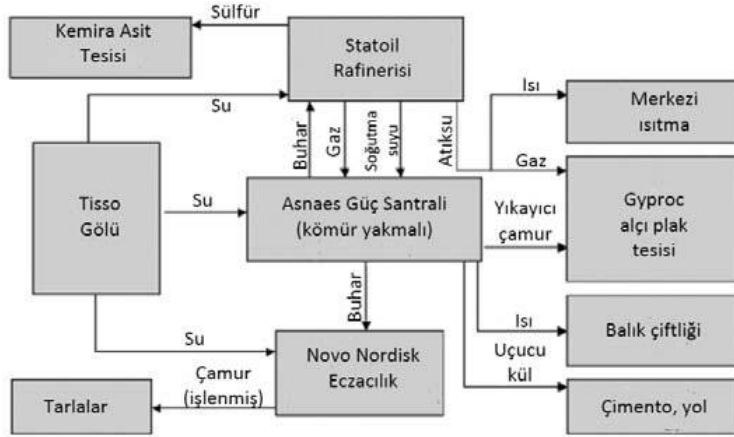 Sülfür
Kemira Asit
Tesisi
Statoil
Rafinerisi
Su
Buhar
Gaz
Soğutma
suyu
Atıksu
Isı
Merkezi
ısıtma
Gaz
Tisso
Gölü
Su
Asnaes Güç Santrali
(kömür yakmalı)
Yıkayıcı
çamur
Gyproc
alçı plak
tesisi
Buhar
Su
Isı
Balık çiftliği
Novo Nordisk
Eczacılık
Uçucu
kül
Çamur
(işlenmiş)
Tarlalar
Çimento, yol